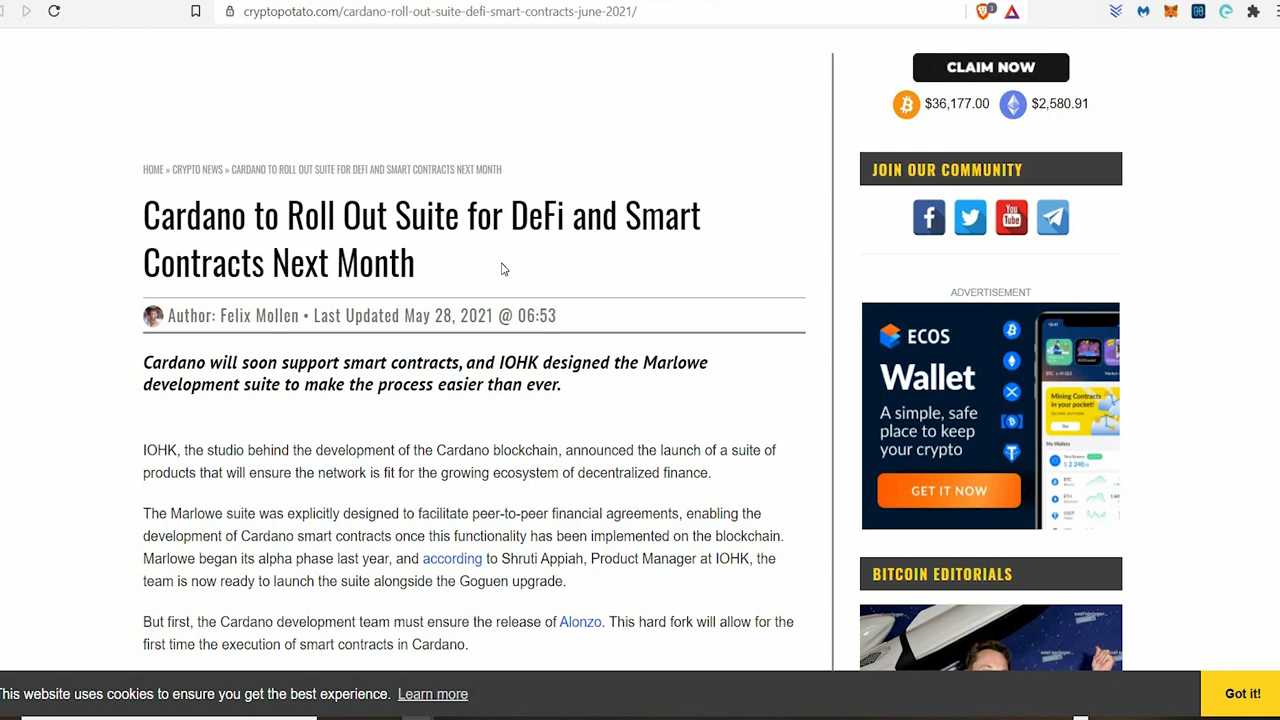 cryptopotato.com/cardano-roll-out-suite-defi-smart-contracts-june-2021/
CLAIM NOW
$36,177.00 $2,580.91
HOME » CRYPTO NEWS » CARDANO TO ROLL OUT SUITE FOR DEFI AND SMART CONTRACTS NEXT MONTH
Cardano to Roll Out Suite for DeFi and Smart
Contracts Next Month
Author: Felix Mollen • Last Updated May 28, 2021 @ 06:53
Cardano will soon support smart contracts, and IOHK designed the Marlowe
development suite to make the process easier than ever.
IOHK, the studio behind the development of the Cardano blockchain, announced the launch of a suite of
products that will ensure the network is fit for the growing ecosystem of decentralized finance.
The Marlowe suite was explicitly designed to facilitate peer-to-peer financial agreements, enabling the
development of Cardano smart contracts once this functionality has been implemented on the blockchain.
Marlowe began its alpha phase last year, and according to Shruti Appiah, Product Manager at IOHK, the
team is now ready to launch the suite alongside the Goguen upgrade.
But first, the Cardano development team must ensure the release of Alonzo. This hard fork will allow for the
first time the execution of smart contracts in Cardano.
JOIN OUR COMMUNITY
You
Tube
ADVERTISEMENT
ECOS
Wallet
A simple, safe
place to keep
your crypto
GET IT NOW
Mining Contracts
in your pocket!
BITCOIN EDITORIALS
This website uses cookies to ensure you get the best experience. Learn more
Got it!